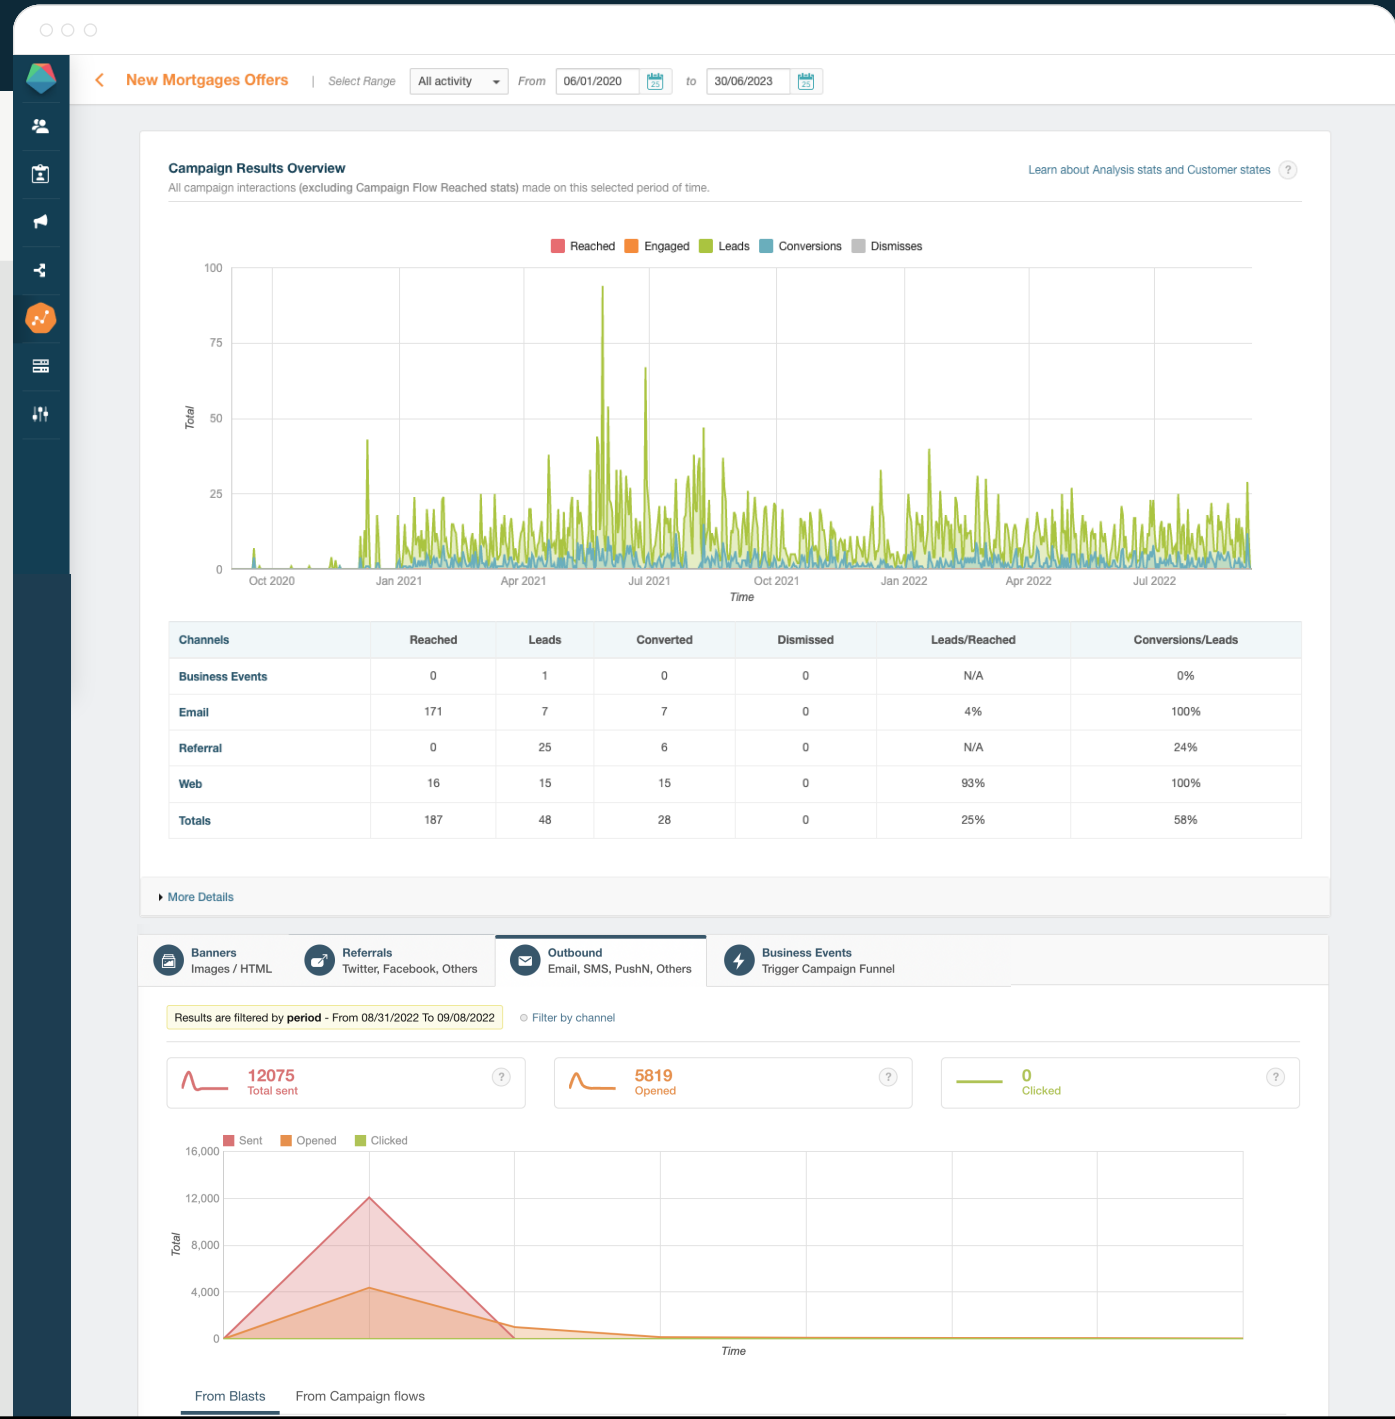 New Mortgages Offers | Select Range All activity From 06/01/2020 25 to 30/06/2023 25
Campaign Results Overview
Learn about Analysis stats and Customer states ?
All campaign interactions (excluding Campaign Flow Reached stats) made on this selected period of time.
Reached Engaged Leads Conversions Dismisses
100
75
50
25
0
Total
Oct 2020 Jan 2021 Apr 2021 Jul 2021 Oct 2021 Jan 2022 Apr 2022 Jul 2022
Time
Channels Reached Leads Converted Dismissed Leads/Reached Conversions/Leads
Business Events 0 1 0 0 N/A 0%
Email 171 7 7 0 4% 100%
Referral 0 25 6 0 N/A 24%
Web 16 15 15 0 93% 100%
Totals 187 48 28 0 25% 58%
More Details
Banners
Images / HTML
Referrals
Twitter, Facebook, Others
Outbound
Email, SMS, PushN, Others
Business Events
Trigger Campaign Funnel
Results are filtered by period - From 08/31/2022 To 09/08/2022
Filter by channel
12075
Total sent
?
5819
Opened
?
0
Clicked
?
Sent Opened Clicked
16,000
12,000
8,000
4,000
0
Total
Time
From Blasts From Campaign flows